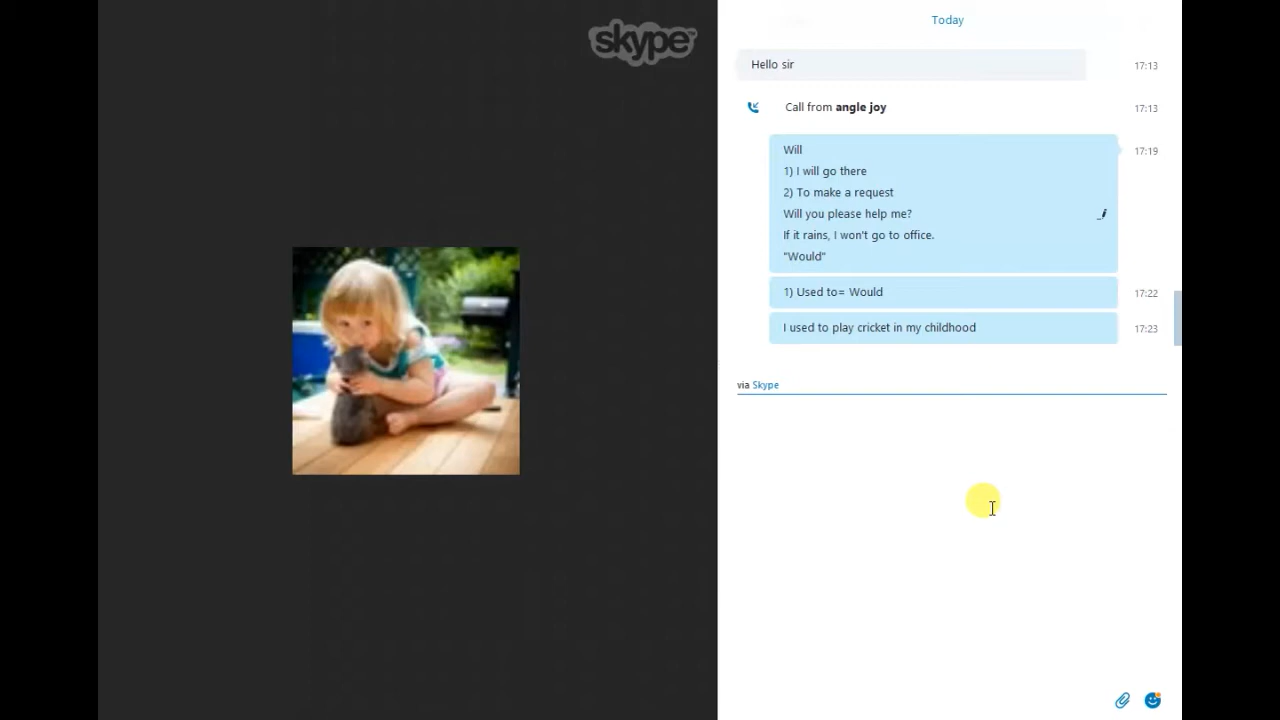 skype™
Today
Hello sir 17:13
Call from angle joy 17:13
Will 17:19
1) I will go there
2) To make a request
Will you please help me?
If it rains, I won't go to office.
"Would"
1) Used to= Would 17:22
I used to play cricket in my childhood 17:23
via Skype